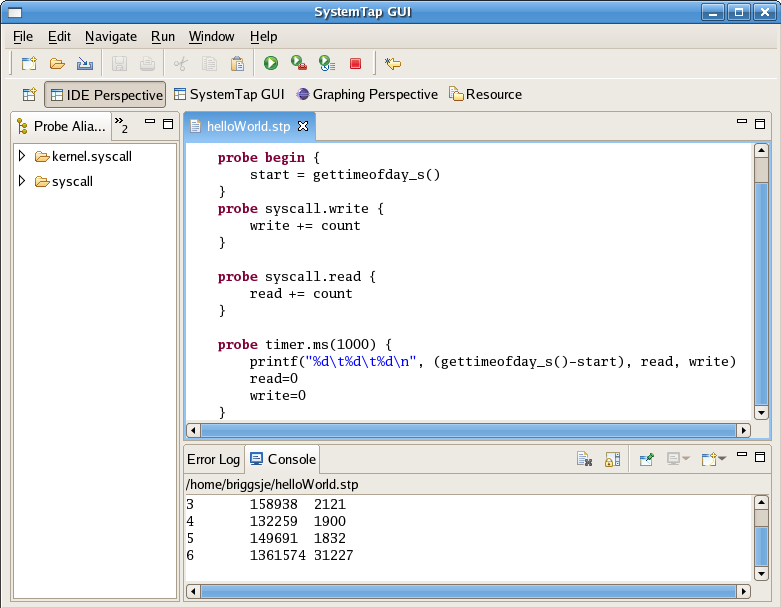 SystemTap GUI
File Edit Navigate Run Window Help
IDE Perspective SystemTap GUI Graphing Perspective Resource
Probe Alia... »2
kernel.syscall
syscall
helloWorld.stp
probe begin {
    start = gettimeofday_s()
}
probe syscall.write {
    write += count
}
probe syscall.read {
    read += count
}
probe timer.ms(1000) {
    printf("%d\t%d\t%d\n", (gettimeofday_s()-start), read, write)
    read=0
    write=0
}
Error Log Console
/home/briggsje/helloWorld.stp
3 158938 2121
4 132259 1900
5 149691 1832
6 1361574 31227